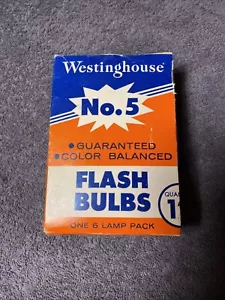 Westinghouse
No. 5
• GUARANTEED
• COLOR BALANCED
FLASH
BULBS
ONE 6 LAMP PACK